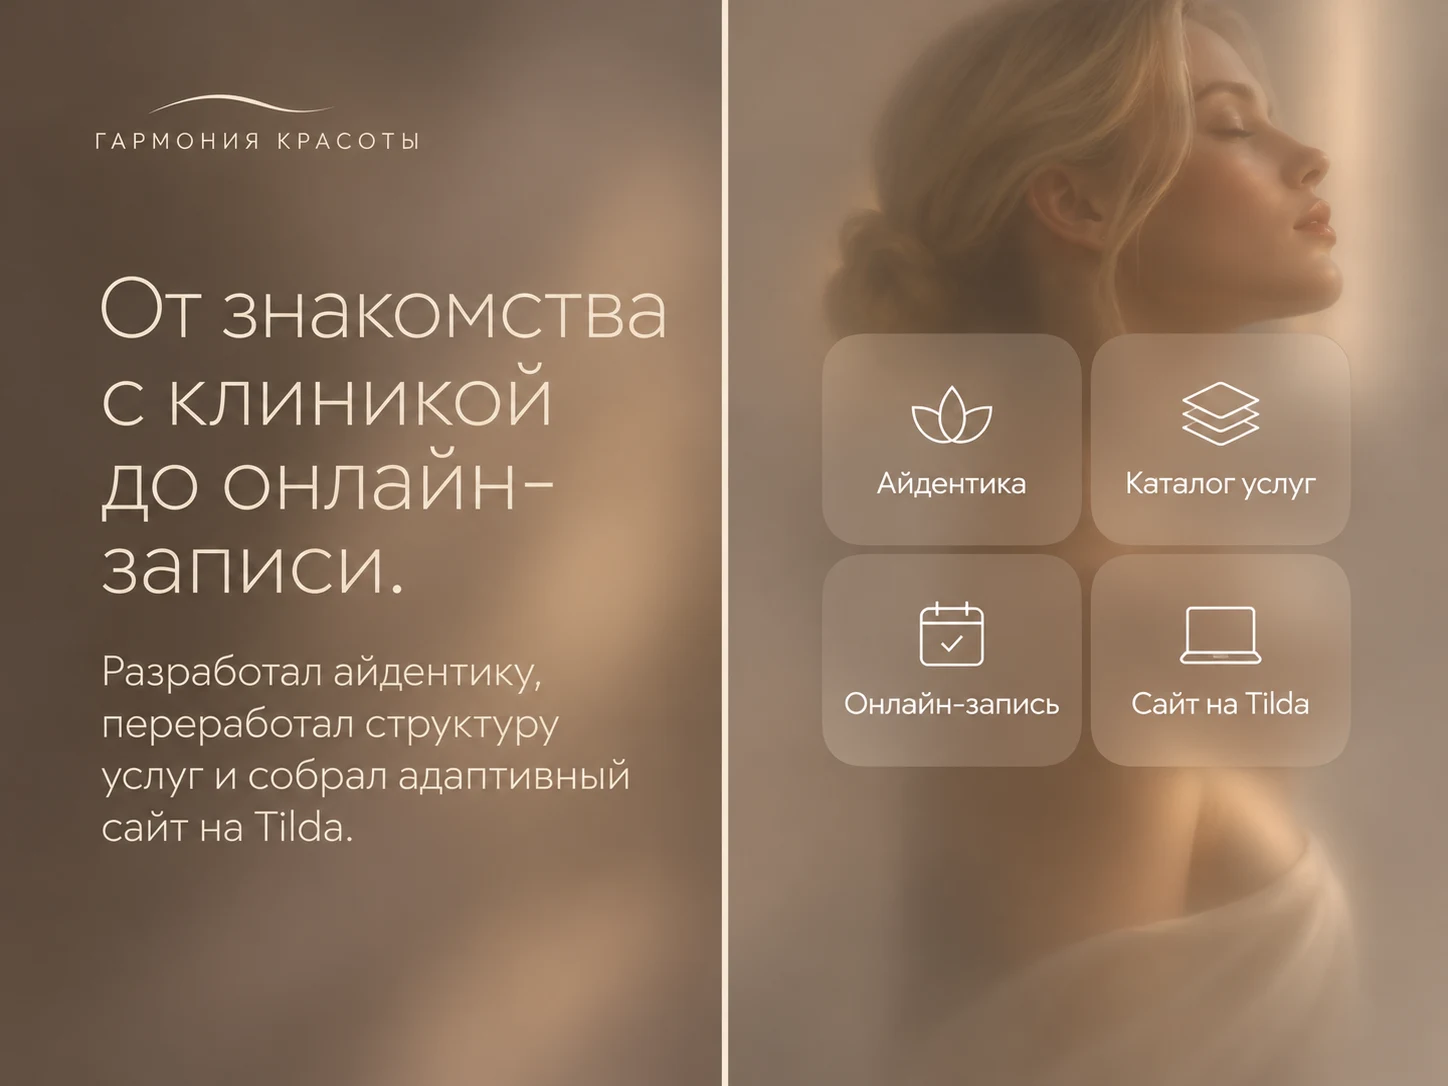 ГАРМОНИЯ КРАСОТЫ
От знакомства
с клиникой
до онлайн-
записи.
Разработал айдентику,
переработал структуру
услуг и собрал адаптивный
сайт на Tilda.
Айдентика
Каталог услуг
Онлайн-запись
Сайт на Tilda